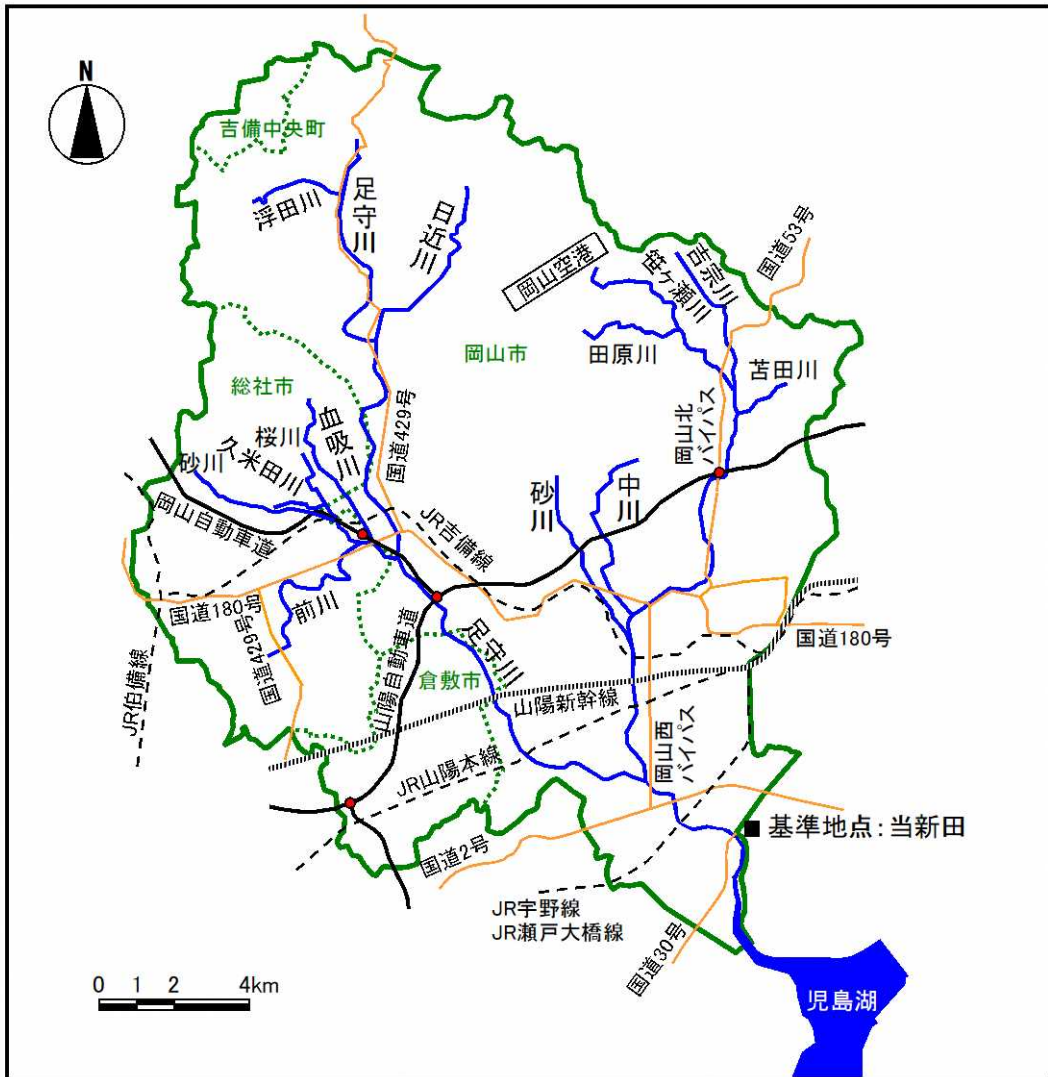 N
吉備中央町
浮田川
足守川
日近川
岡山空港
笹ヶ瀬川
吉宗川
国道53号
岡山市
田原川
苫田川
総社市
国道429号
岡山北
バイパス
血吸川
桜川
久米田川
砂川
砂川
中川
岡山自動車道
JR吉備線
国道180号
前川
国道429号
足守川
国道180号
山陽自動車道
倉敷市
JR伯備線
山陽新幹線
岡山西
バイパス
JR山陽本線
基準地点:当新田
国道2号
JR宇野線
JR瀬戸大橋線
国道30号
0 1 2 4km
児島湖